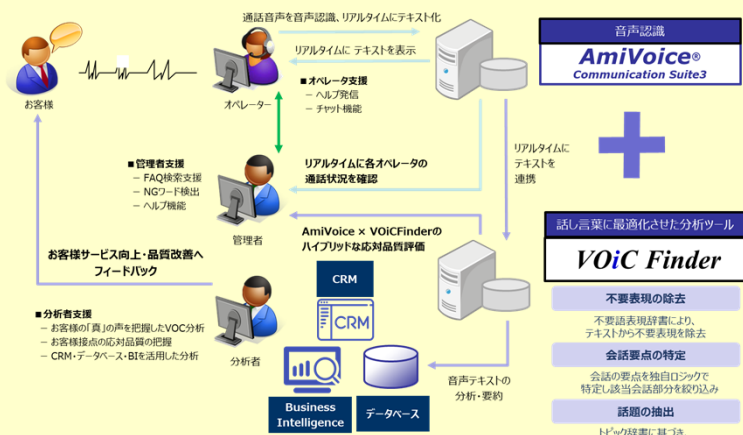 通話音声を音声認識、リアルタイムにテキスト化
リアルタイムに テキストを表示
お客様
オペレーター
■オペレータ支援
－ ヘルプ発信
－ チャット機能
音声認識
AmiVoice®
Communication Suite3
リアルタイムに
テキストを
連携
■管理者支援
－ FAQ検索支援
－ NGワード検出
－ ヘルプ機能
管理者
リアルタイムに各オペレータの
通話状況を確認
AmiVoice × VOiCFinderの
ハイブリッドな応対品質評価
お客様サービス向上・品質改善へ
フィードバック
話し言葉に最適化させた分析ツール
VOiC Finder
不要表現の除去
不要語表現辞書により、
テキストから不要表現を除去
会話要点の特定
会話の要点を独自ロジックで
特定し該当会話部分を絞り込み
話題の抽出
トピック辞書に基づき
■分析者支援
－ お客様の「真」の声を把握したVOC分析
－ お客様接点の応対品質の把握
－ CRM・データベース・BIを活用した分析
分析者
CRM
CRM
Business
Intelligence
データベース
音声テキストの
分析・要約